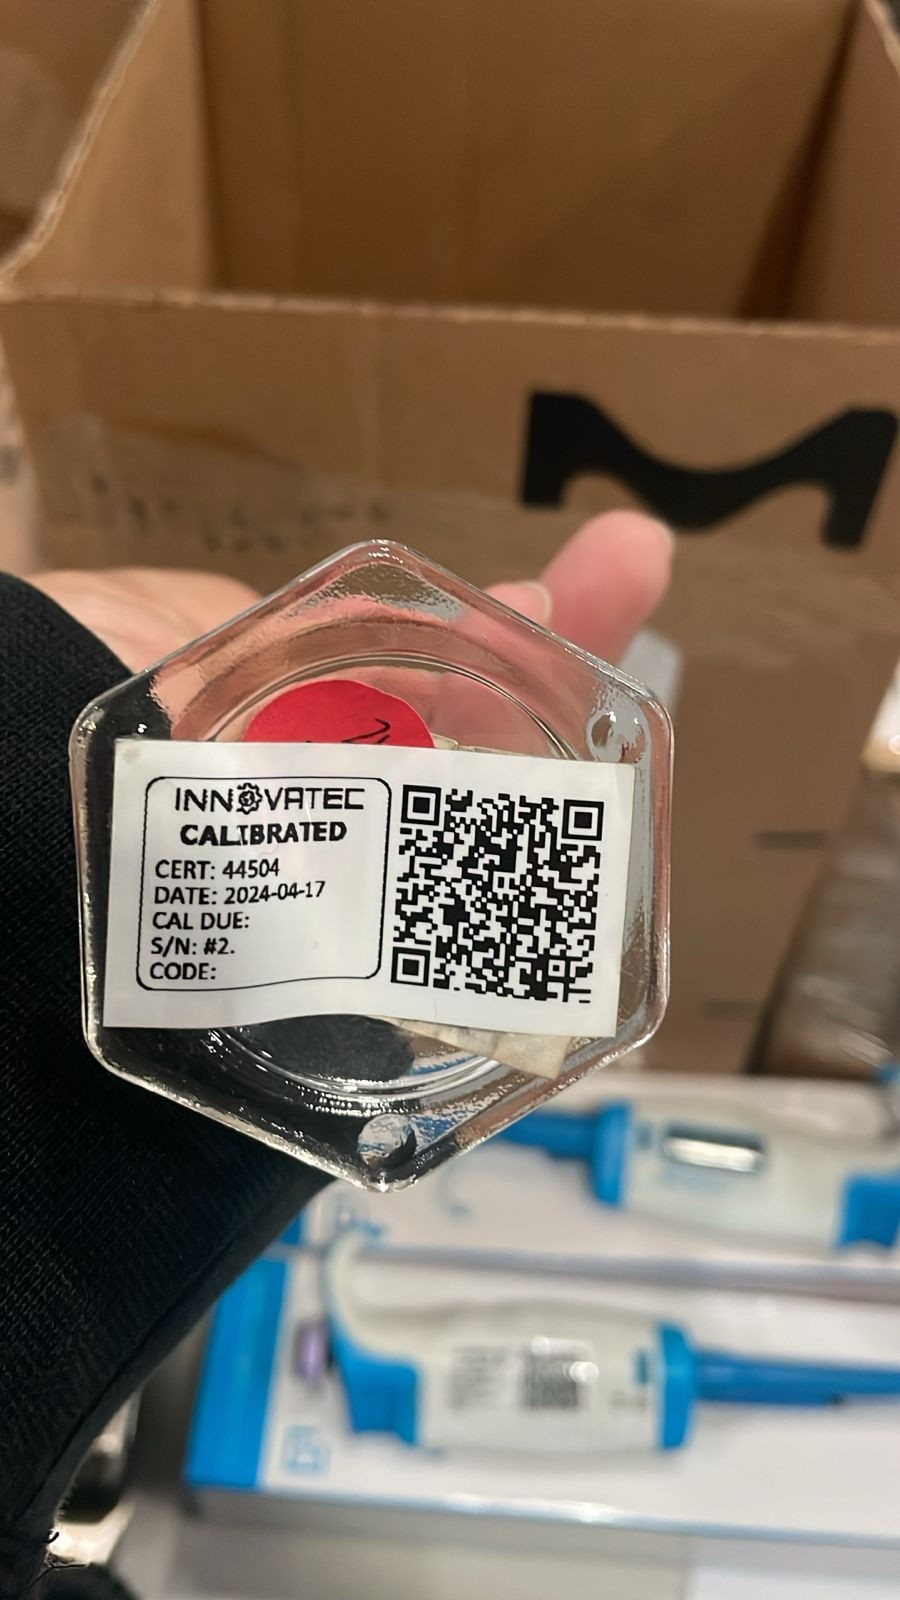 INNOVATEC
CALIBRATED
CERT: 44504
DATE: 2024-04-17
CAL DUE:
S/N: #2.
CODE: